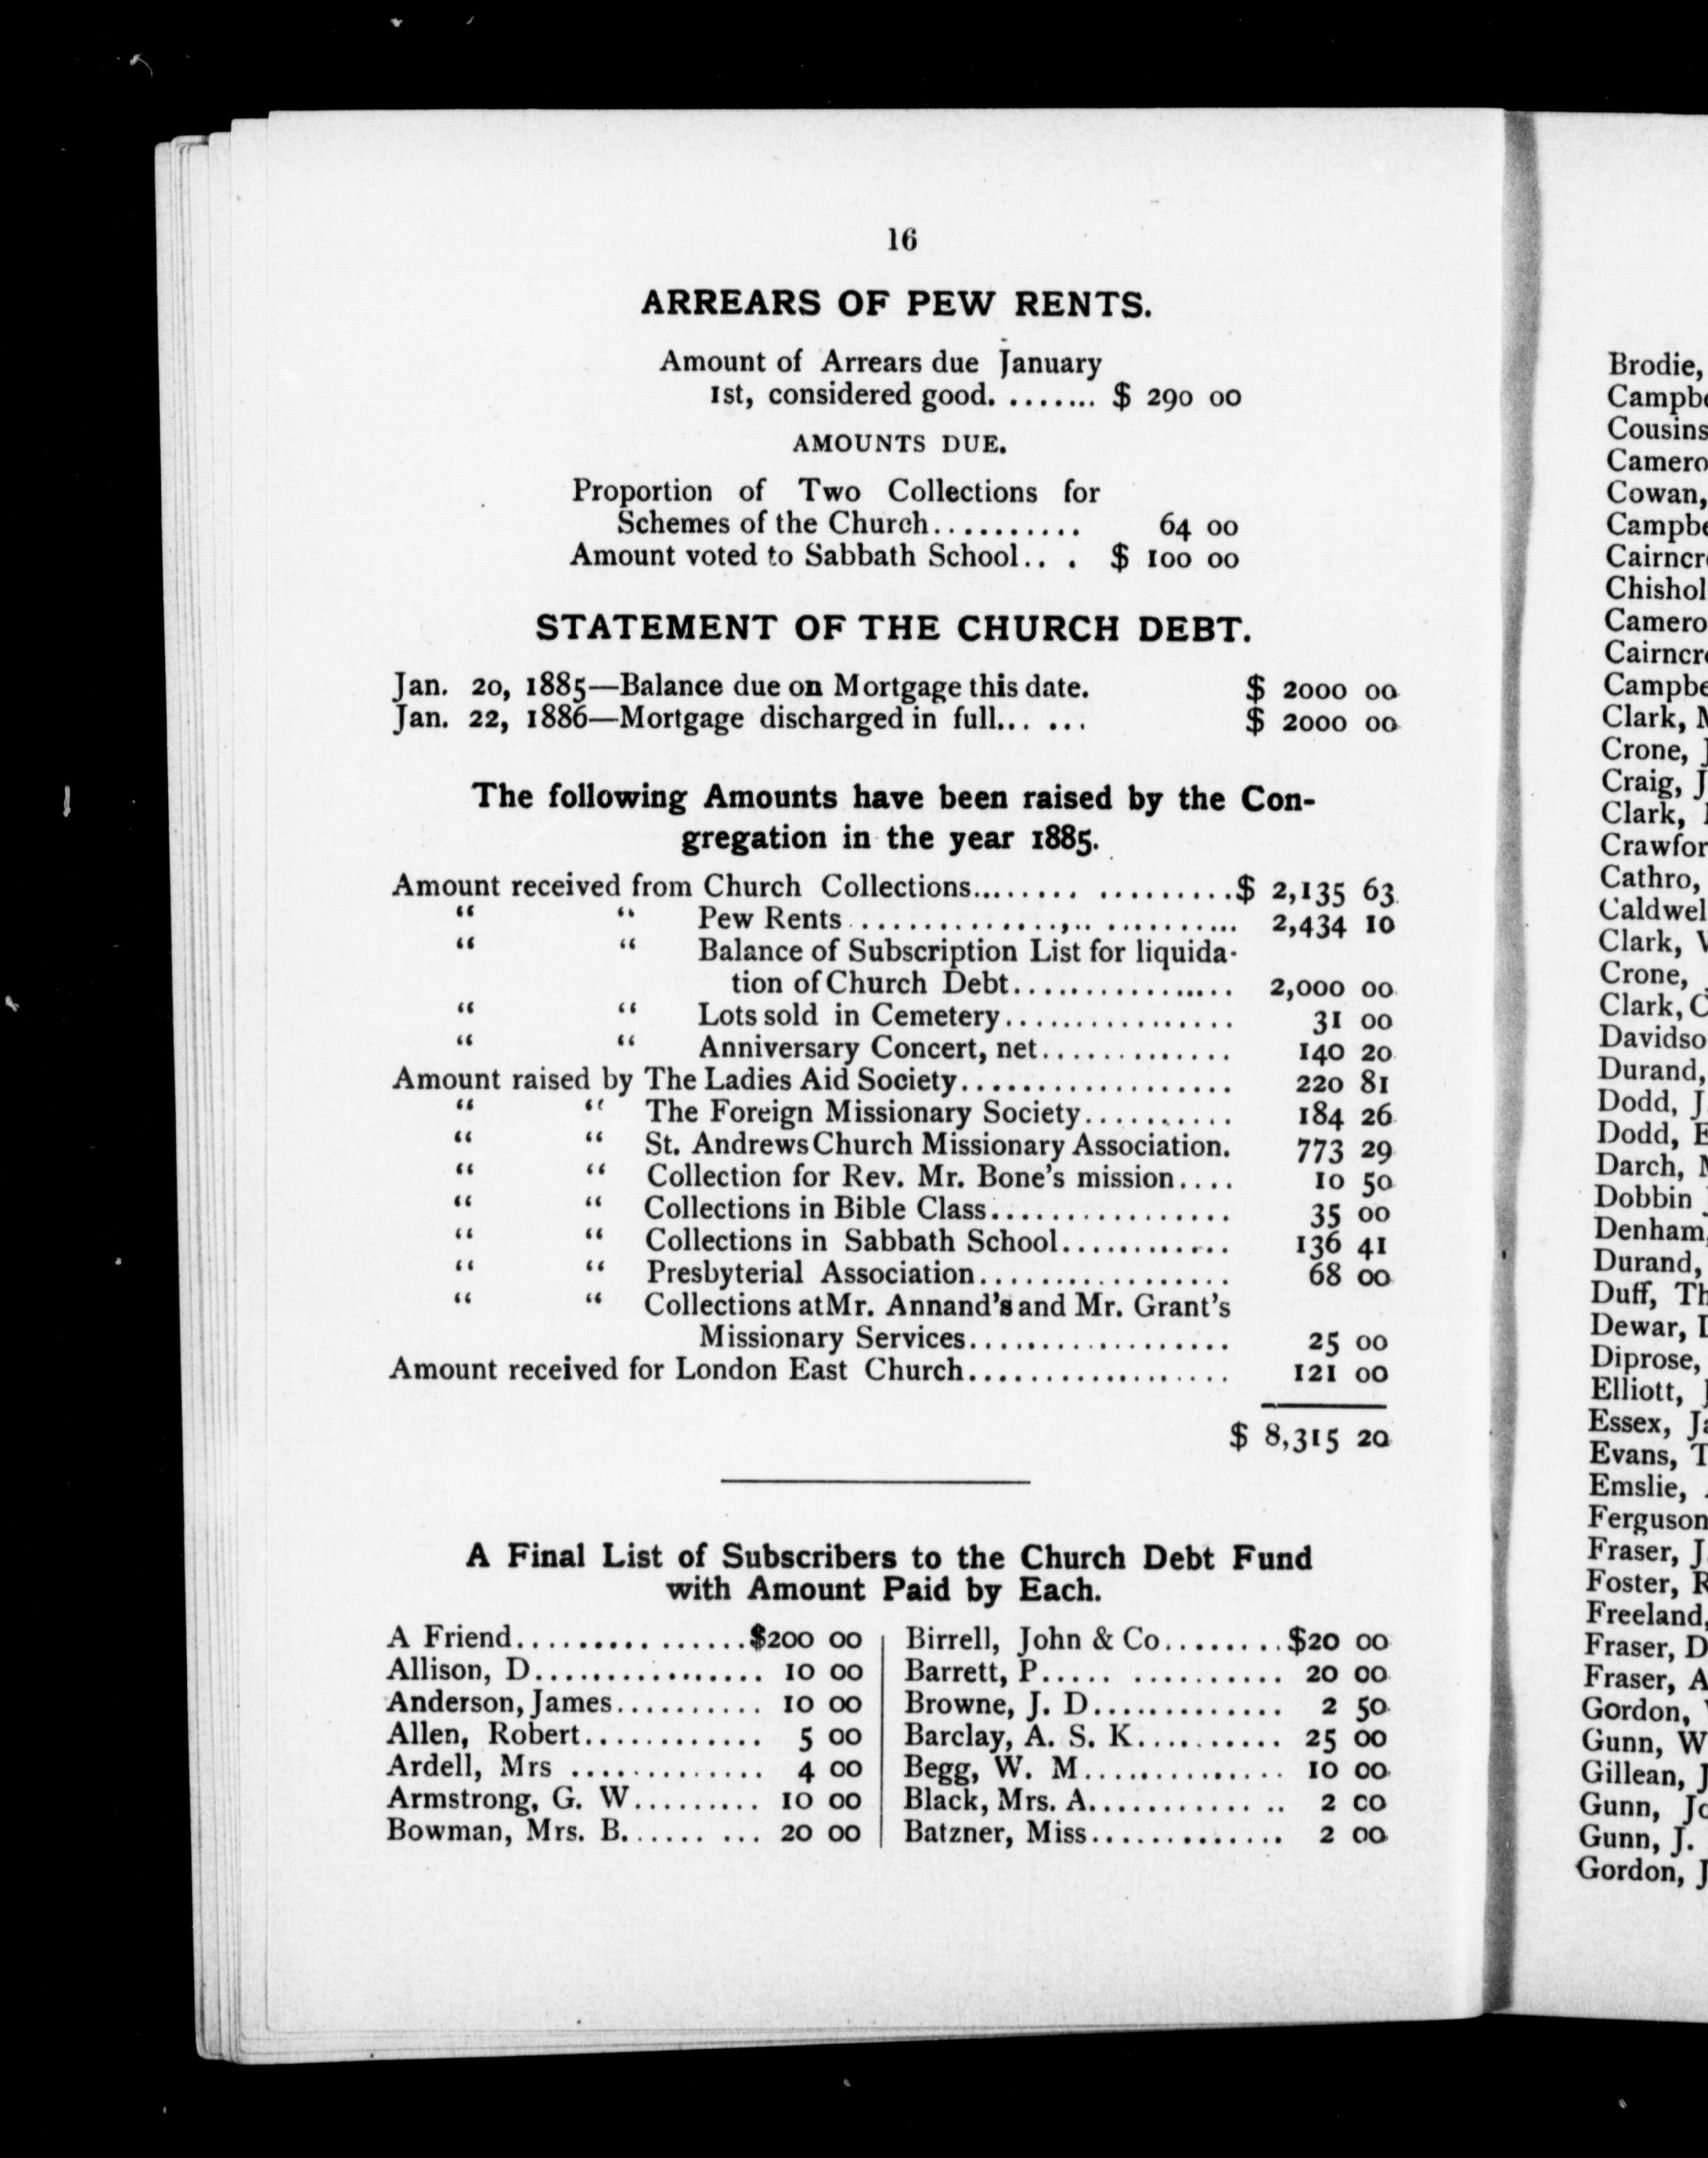 16
ARREARS OF PEW RENTS.
Amount of Arrears due January
1st, considered good. ........ $ 290 00
AMOUNTS DUE.
Proportion of Two Collections for
Schemes of the Church.......... 64 00
Amount voted to Sabbath School.. . $ 100 00
STATEMENT OF THE CHURCH DEBT.
Jan. 20, 1885—Balance due on Mortgage this date. $ 2000 00
Jan. 22, 1886—Mortgage discharged in full... ... $ 2000 00
The following Amounts have been raised by the Con-
gregation in the year 1885.
Amount received from Church Collections......... ..........$ 2,135 63
" " Pew Rents ................,.. .......... 2,434 10
" " Balance of Subscription List for liquida-
tion of Church Debt.................. 2,000 00
" " Lots sold in Cemetery................ 31 00
" " Anniversary Concert, net............. 140 20
Amount raised by The Ladies Aid Society................... 220 81
" " The Foreign Missionary Society........... 184 26
" " St. Andrews Church Missionary Association. 773 29
" " Collection for Rev. Mr. Bone's mission.... 10 50
" " Collections in Bible Class................. 35 00
" " Collections in Sabbath School............ 136 41
" " Presbyterial Association.................. 68 00
" " Collections at Mr. Annand's and Mr. Grant's
Missionary Services.................. 25 00
Amount received for London East Church................... 121 00
$ 8,315 20
A Final List of Subscribers to the Church Debt Fund
with Amount Paid by Each.
A Friend................$200 00
Allison, D................ 10 00
Anderson, James........... 10 00
Allen, Robert............. 5 00
Ardell, Mrs .............. 4 00
Armstrong, G. W......... 10 00
Bowman, Mrs. B....... ... 20 00
Birrell, John & Co........$20 00
Barrett, P..... ........... 20 00
Browne, J. D............. 2 50
Barclay, A. S. K.......... 25 00
Begg, W. M.............. 10 00
Black, Mrs. A............ .. 2 00
Batzner, Miss.............. 2 00
Brodie,
Cousins
Cowan,
Clark,
Crone,
Craig, J
Clark,
Cathro,
Clark,
Crone,
Clark, C
Durand,
Dodd, J
Dodd, E
Darch,
Dobbin
Denham,
Durand,
Duff, Th
Dewar,
Diprose,
Elliott,
Essex, Ja
Evans, T
Emslie,
Ferguson
Fraser, J
Foster, R
Freeland,
Fraser, D
Fraser, A
Gordon,
Gunn, W
Gillean, J
Gunn, Jo
Gunn, J.
Gordon, J